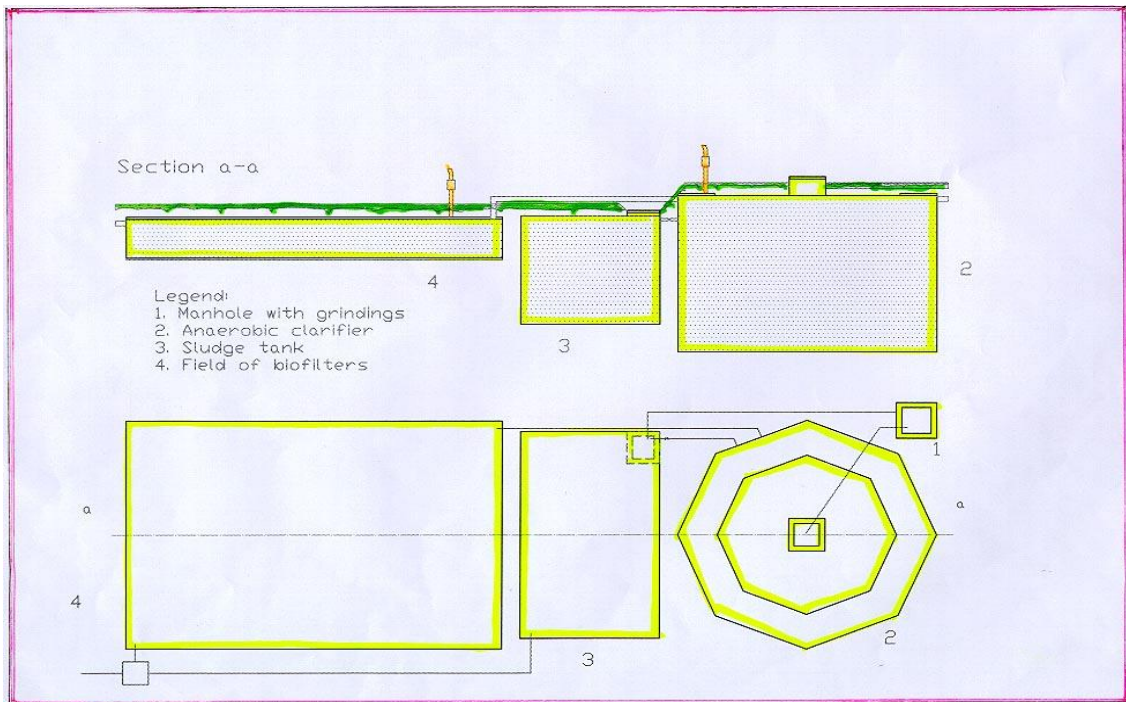 Section a-a
4
2
3
Legend:
1. Manhole with grindings
2. Anaerobic clarifier
3. Sludge tank
4. Field of biofilters
1
a
a
4
2
3